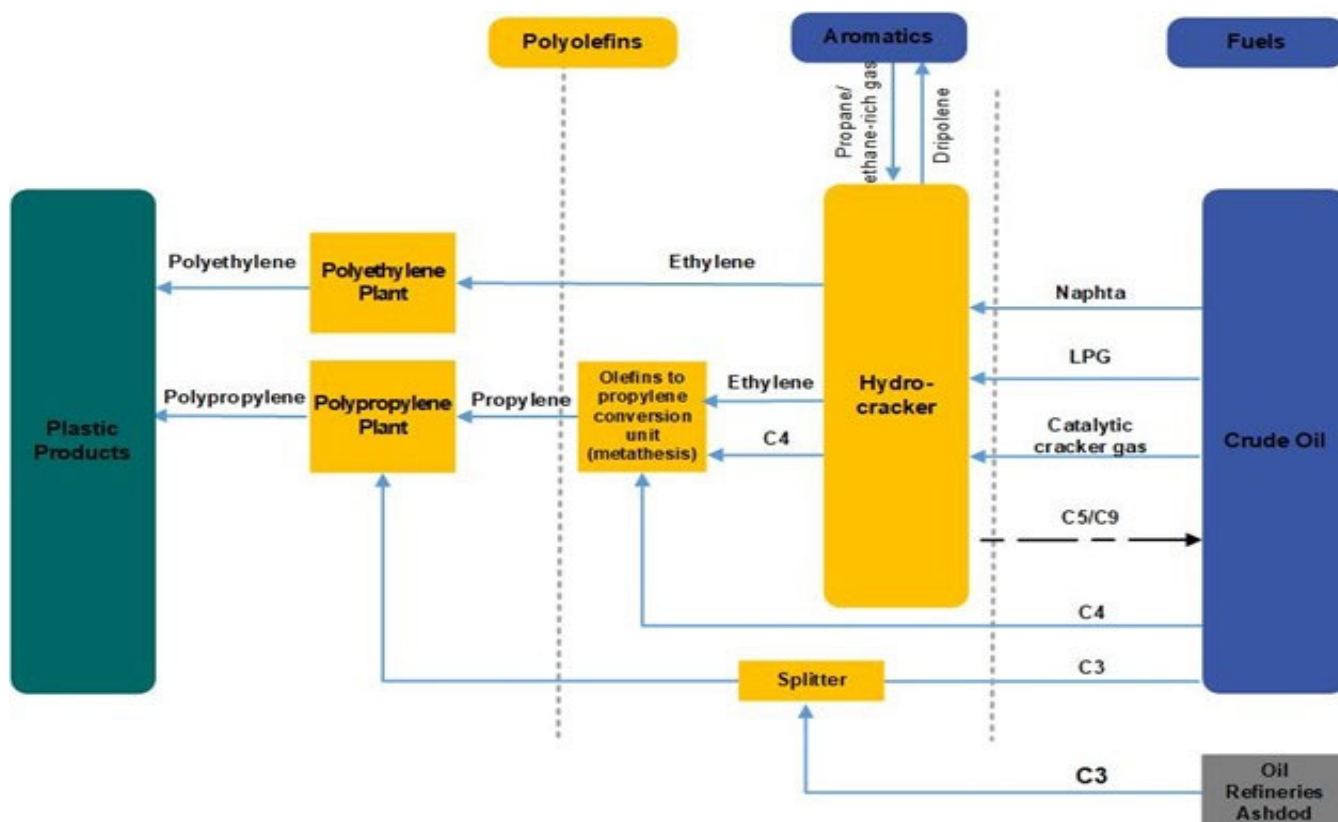 Polyolefins
Aromatics
Fuels
Propane/
ethane-rich gas
Dripolene
Polyethylene
Polyethylene
Plant
Ethylene
Naphta
LPG
Polypropylene
Polypropylene
Plant
Propylene
Olefins to
propylene
conversion
unit
(metathesis)
Ethylene
C4
Hydro-
cracker
Catalytic
cracker gas
Plastic
Products
Crude Oil
C5/C9
C4
Splitter
C3
C3
Oil
Refineries
Ashdod